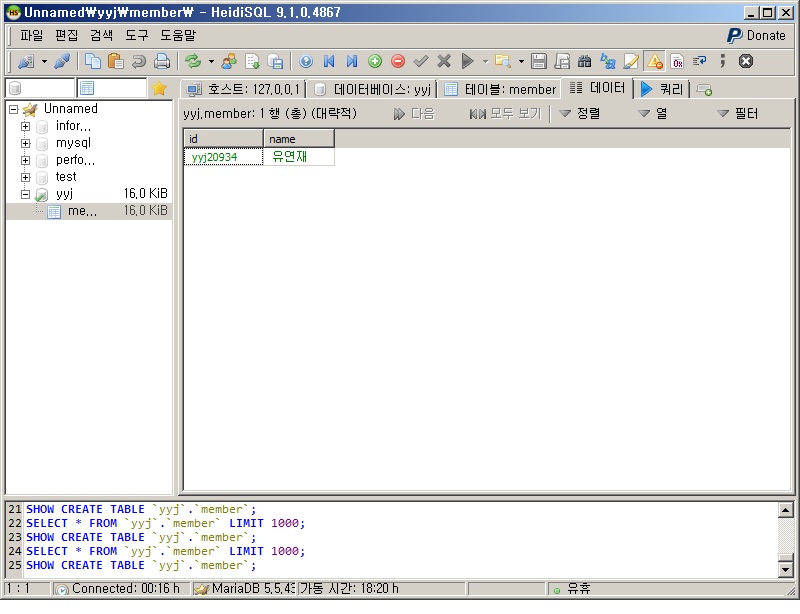 Unnamed₩yyj₩member₩ - HeidiSQL 9.1.0.4867
파일 편집 검색 도구 도움말 Donate
호스트: 127.0.0.1 데이터베이스: yyj 테이블: member 데이터 쿼리
yyj.member: 1 행 (총) (대략적) 다음 모두 보기 정렬 열 필터
Unnamed
infor...
mysql
perfo...
test
yyj 16.0 KiB
me... 16.0 KiB
id name
yyj20934 유연재
21 SHOW CREATE TABLE `yyj`.`member`;
22 SELECT * FROM `yyj`.`member` LIMIT 1000;
23 SHOW CREATE TABLE `yyj`.`member`;
24 SELECT * FROM `yyj`.`member` LIMIT 1000;
25 SHOW CREATE TABLE `yyj`.`member`;
1 : 1 Connected: 00:16 h MariaDB 5.5.43 가동 시간: 18:20 h 유휴